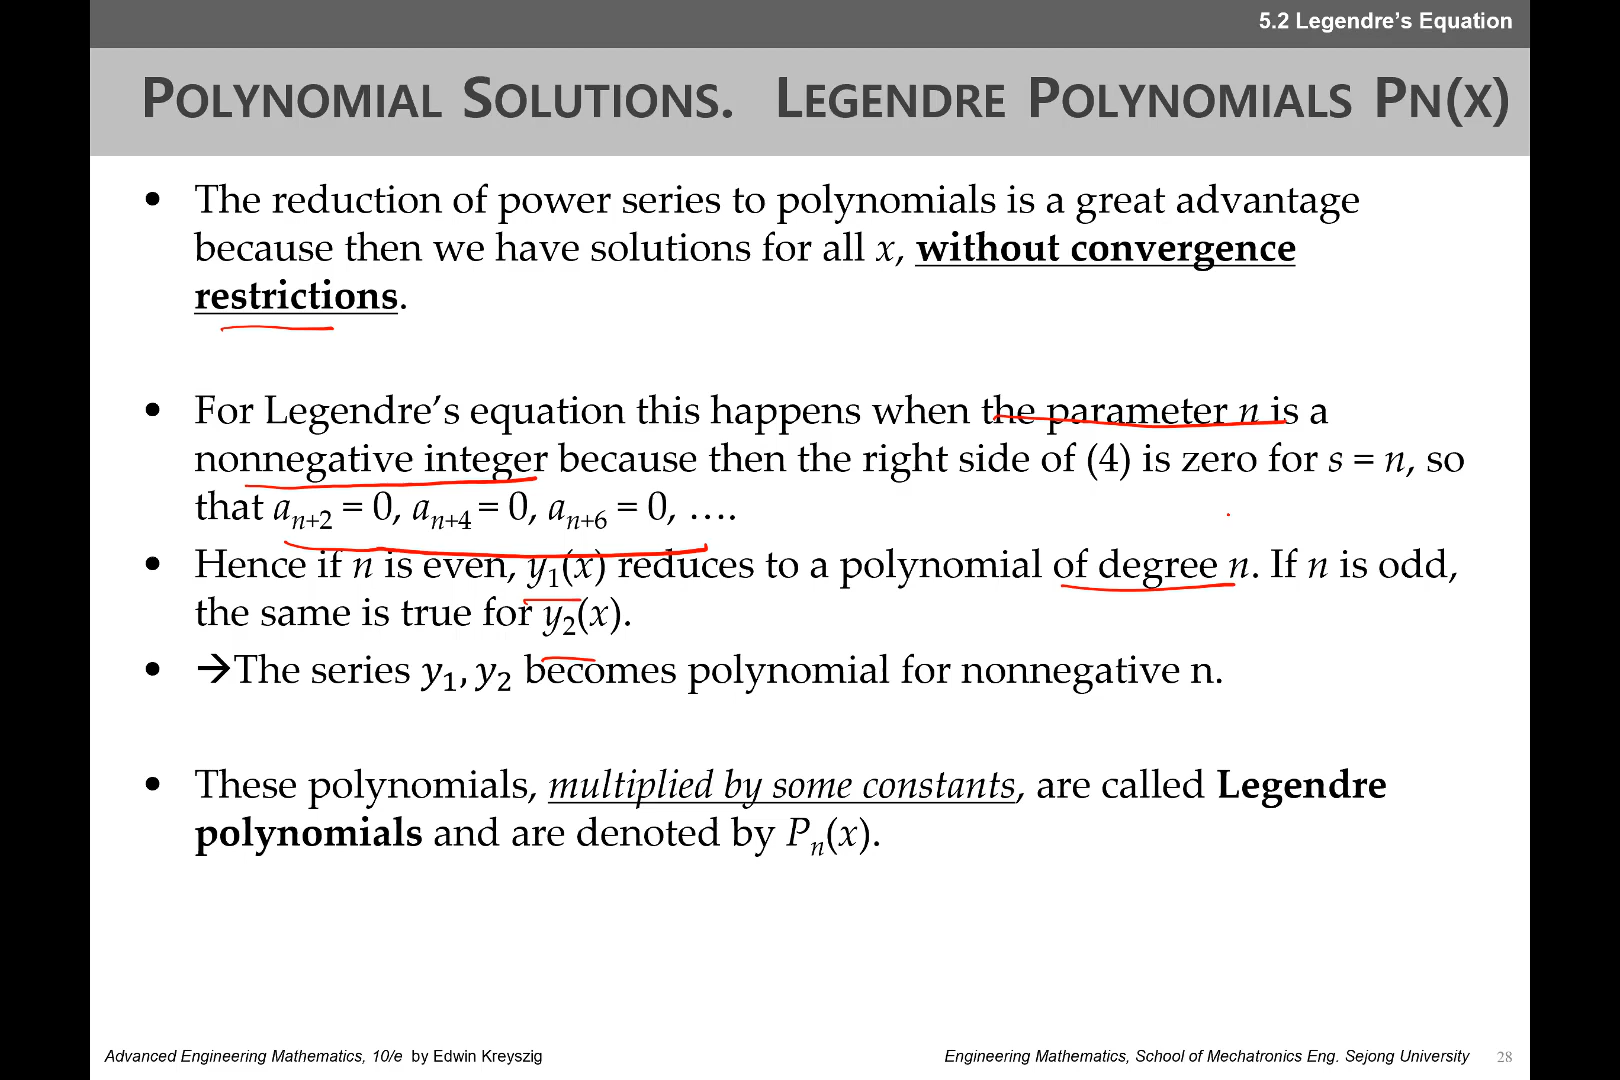 5.2 Legendre's Equation
POLYNOMIAL SOLUTIONS. LEGENDRE POLYNOMIALS PN(X)
• The reduction of power series to polynomials is a great advantage
because then we have solutions for all x, without convergence
restrictions.
• For Legendre’s equation this happens when the parameter n is a
nonnegative integer because then the right side of (4) is zero for s = n, so
that aₙ₊₂ = 0, aₙ₊₄ = 0, aₙ₊₆ = 0, ….
• Hence if n is even, y₁(x) reduces to a polynomial of degree n. If n is odd,
the same is true for y₂(x).
• →The series y₁, y₂ becomes polynomial for nonnegative n.
• These polynomials, multiplied by some constants, are called Legendre
polynomials and are denoted by Pₙ(x).
Advanced Engineering Mathematics, 10/e by Edwin Kreyszig
Engineering Mathematics, School of Mechatronics Eng. Sejong University 28